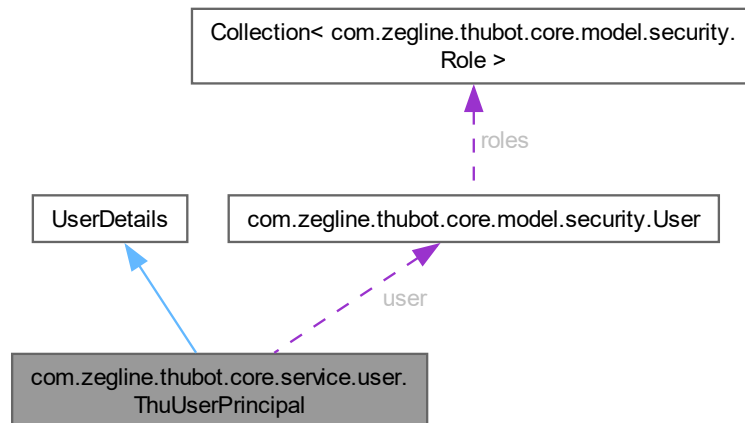 Collection< com.zegline.thubot.core.model.security.
Role >
roles
UserDetails
com.zegline.thubot.core.model.security.User
user
com.zegline.thubot.core.service.user.
ThuUserPrincipal